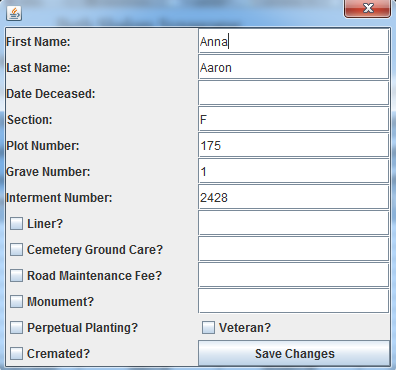 First Name: Anna
Last Name: Aaron
Date Deceased:
Section: F
Plot Number: 175
Grave Number: 1
Interment Number: 2428
Liner?
Cemetery Ground Care?
Road Maintenance Fee?
Monument?
Perpetual Planting? Veteran?
Cremated? Save Changes